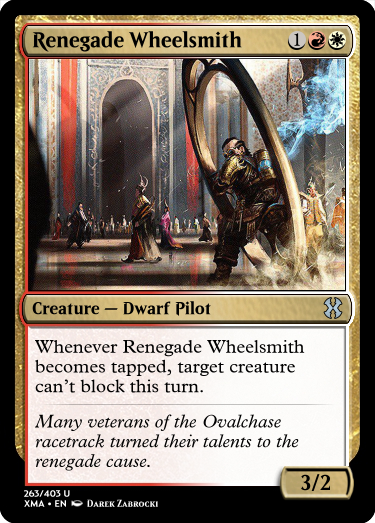 Renegade Wheelsmith 1
Creature — Dwarf Pilot
Whenever Renegade Wheelsmith
becomes tapped, target creature
can't block this turn.
Many veterans of the Ovalchase
racetrack turned their talents to the
renegade cause.
3/2
263/403 U
XMA • EN Darek Zabrocki